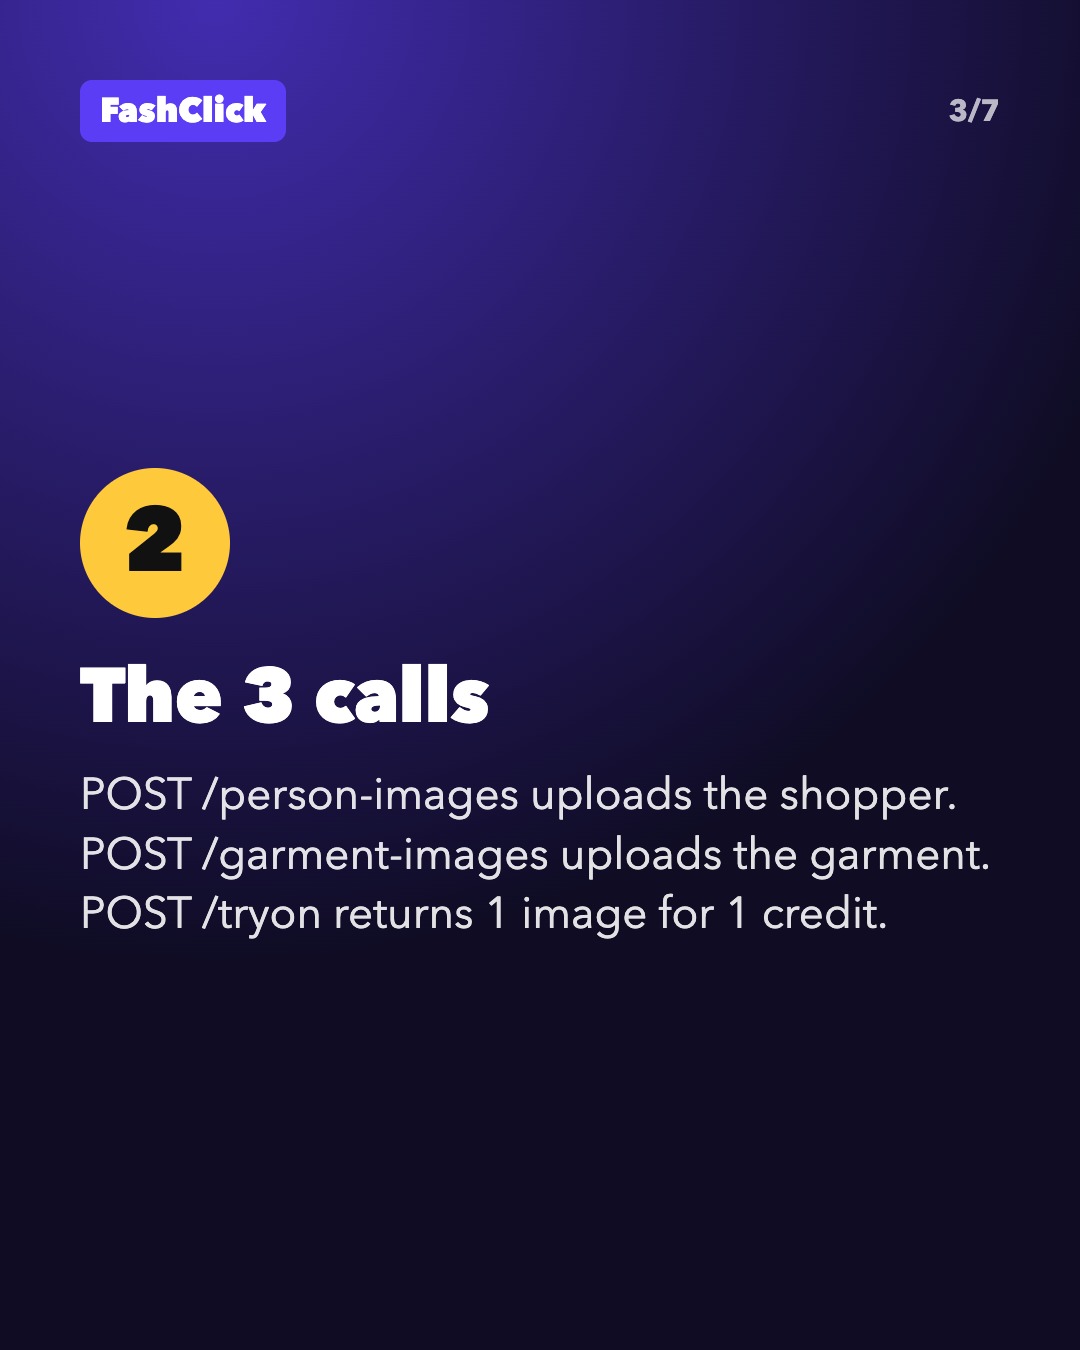 FashClick
3/7
2
The 3 calls
POST /person-images uploads the shopper.
POST /garment-images uploads the garment.
POST /tryon returns 1 image for 1 credit.